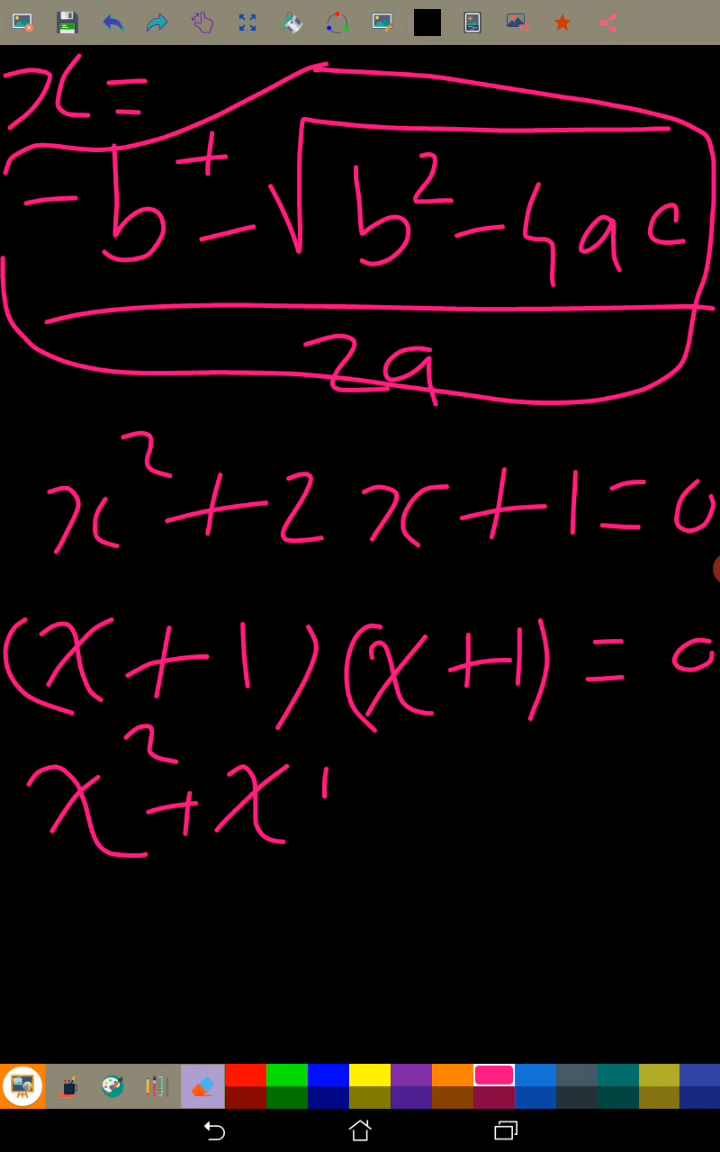 x =
-b ± √b² - 4ac
2a
x² + 2x + 1 = 0
(x + 1)(x + 1) = 0
x² + x